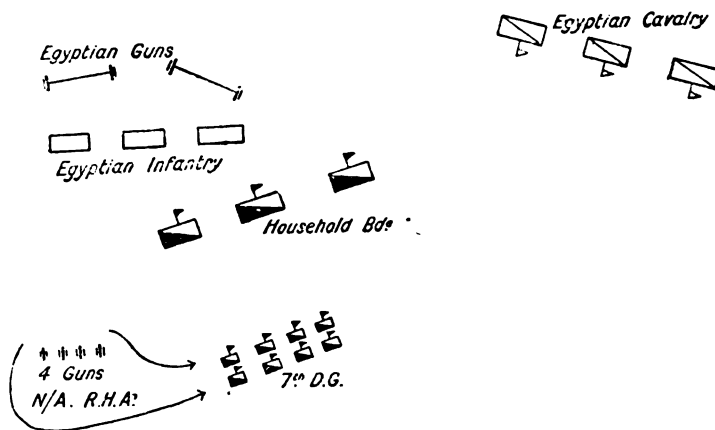 Egyptian Guns
Egyptian Cavalry
Egyptian Infantry
Household Bde.
4 Guns
N/A. R.H.A.
7th D.G.